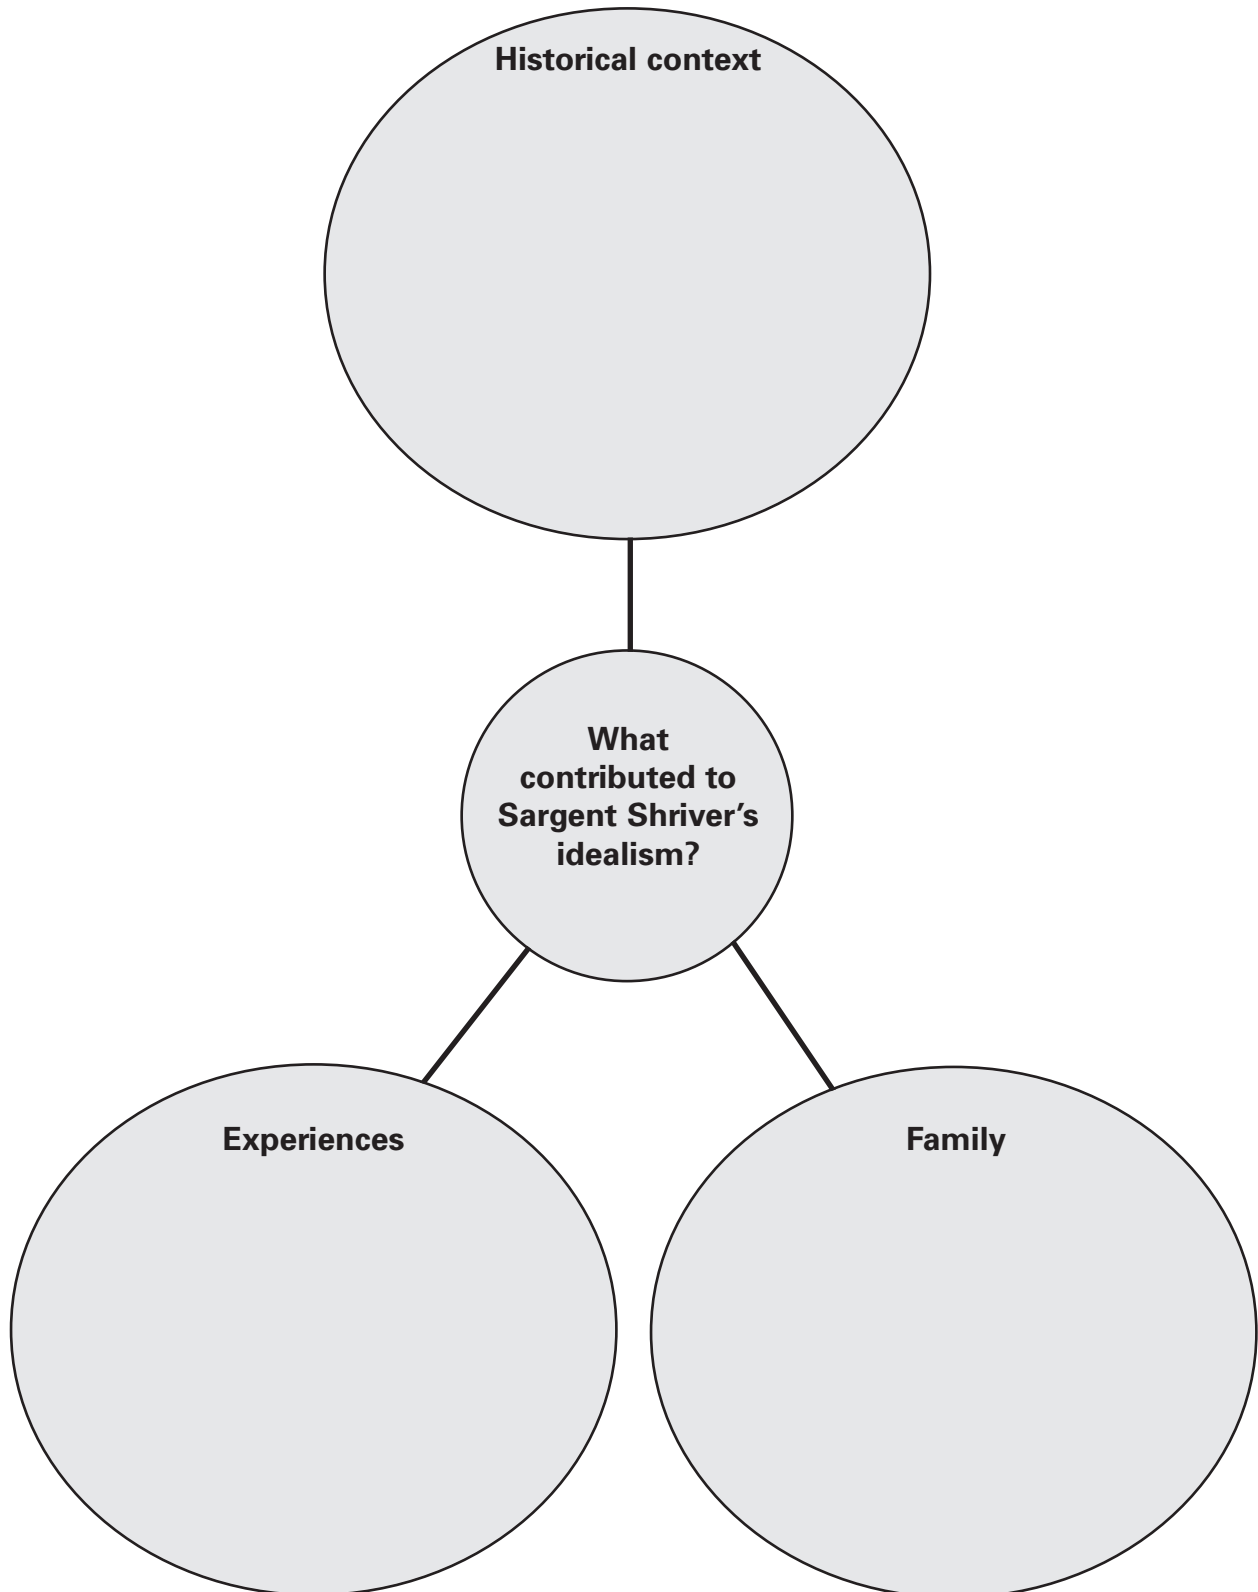 Historical context
What
contributed to
Sargent Shriver’s
idealism?
Experiences
Family